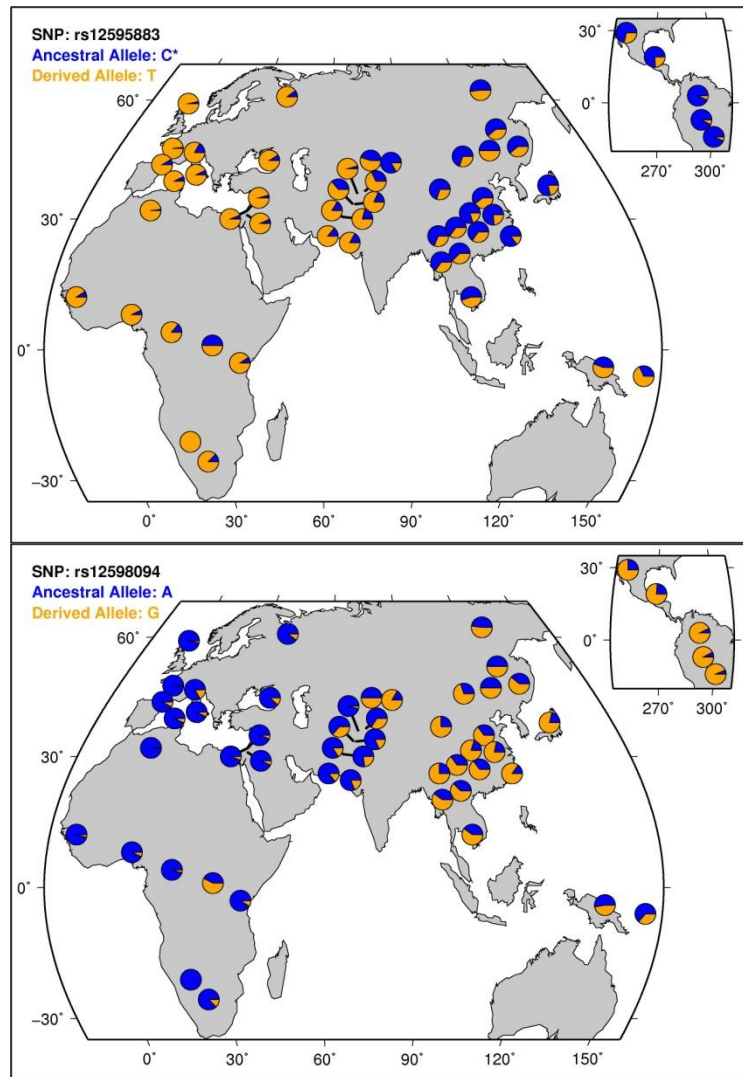 SNP: rs12595883
Ancestral Allele: C*
Derived Allele: T
30˚
0˚
270˚ 300˚
60˚
30˚
0˚
−30˚
0˚ 30˚ 60˚ 90˚ 120˚ 150˚
SNP: rs12598094
Ancestral Allele: A
Derived Allele: G
30˚
0˚
270˚ 300˚
60˚
30˚
0˚
−30˚
0˚ 30˚ 60˚ 90˚ 120˚ 150˚